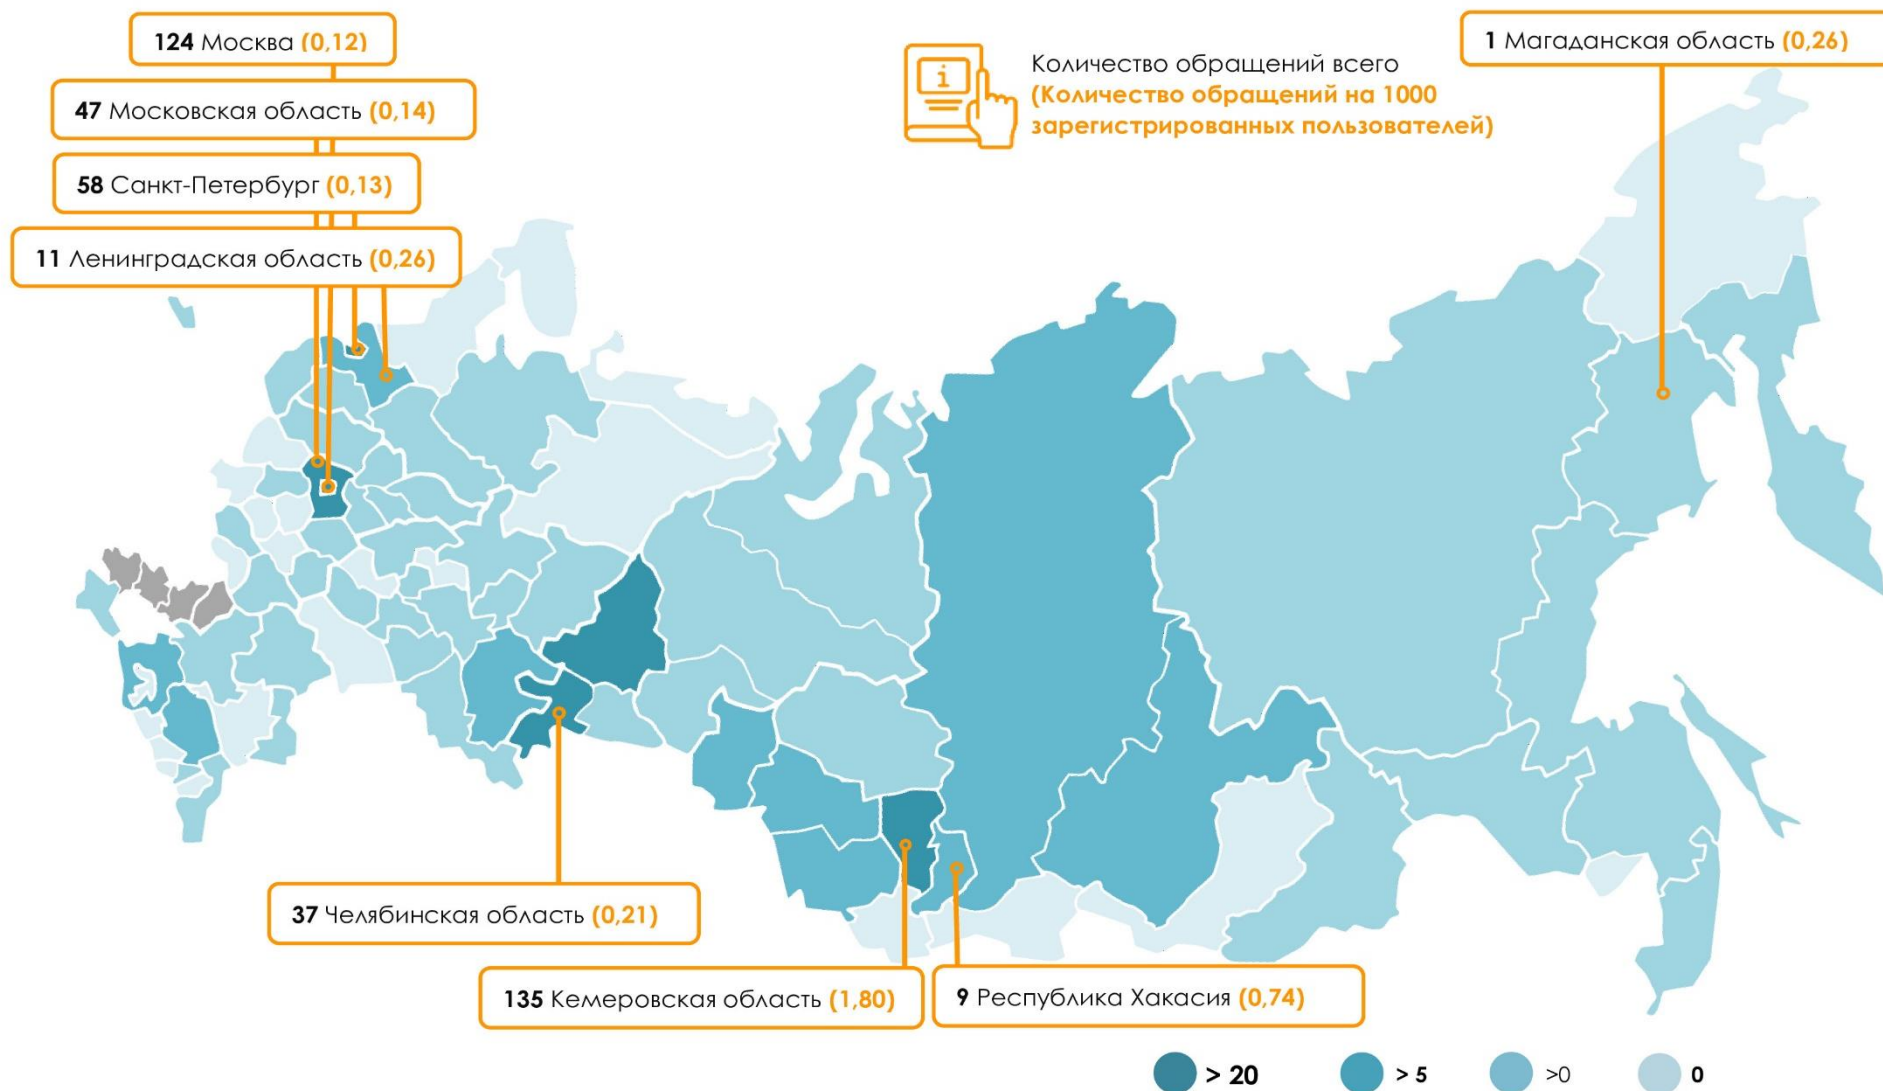 124 Москва (0,12)
47 Московская область (0,14)
58 Санкт-Петербург (0,13)
11 Ленинградская область (0,26)
i
Количество обращений всего
(Количество обращений на 1000
зарегистрированных пользователей)
1 Магаданская область (0,26)
37 Челябинская область (0,21)
135 Кемеровская область (1,80)
9 Республика Хакасия (0,74)
> 20
> 5
>0
0